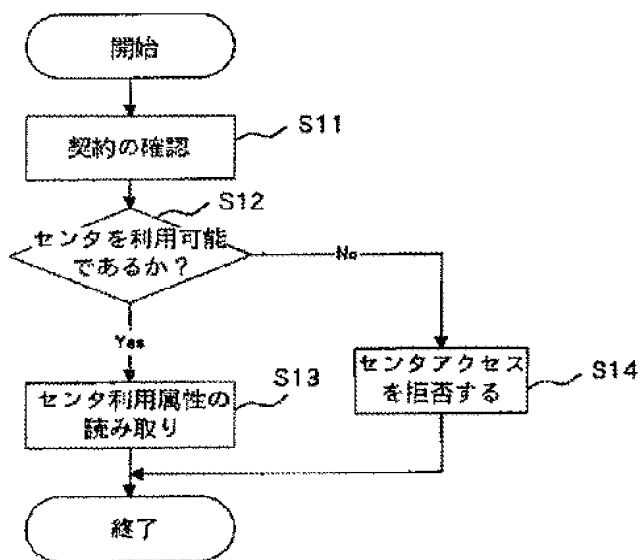 開始
契約の確認
S11
S12
センタを利用可能
であるか？
No
Yes
S13
センタ利用属性の
読み取り
センタアクセス
を拒否する
S14
終了